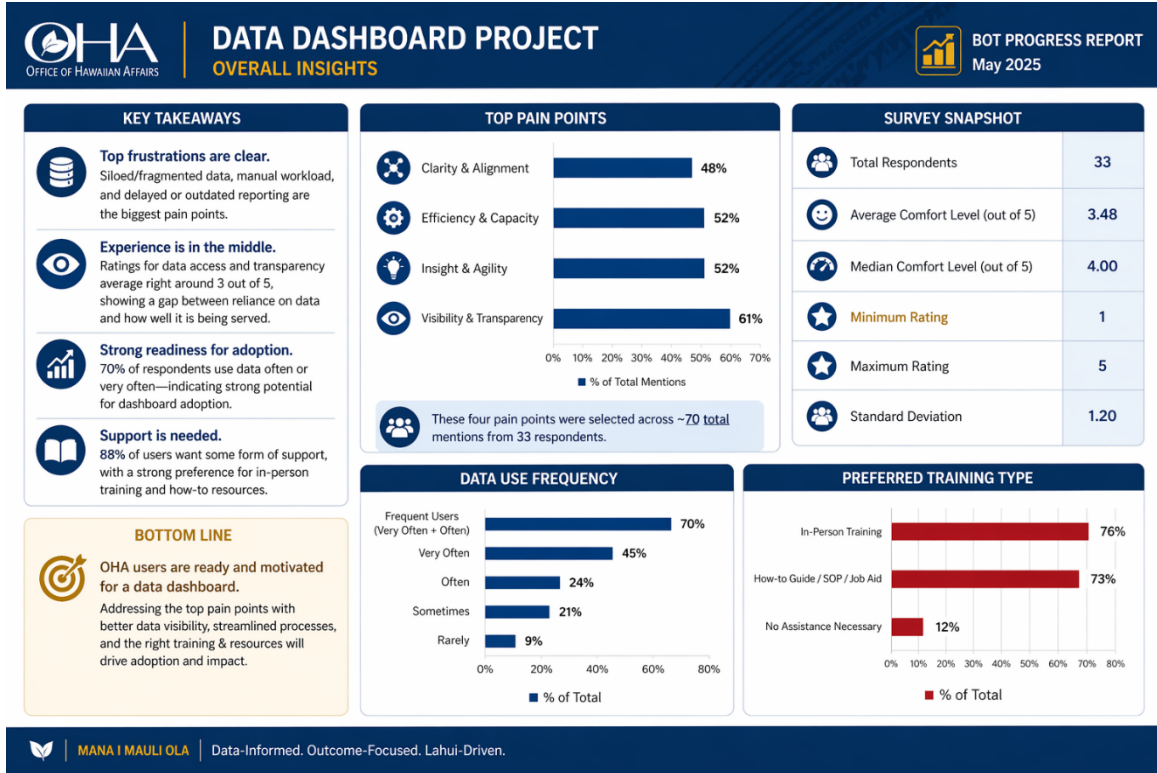 OHA
OFFICE OF HAWAIIAN AFFAIRS
DATA DASHBOARD PROJECT
OVERALL INSIGHTS
BOT PROGRESS REPORT
May 2025
KEY TAKEAWAYS
Top frustrations are clear.
Siloed/fragmented data, manual workload,
and delayed or outdated reporting are
the biggest pain points.
Experience is in the middle.
Ratings for data access and transparency
average right around 3 out of 5,
showing a gap between reliance on data
and how well it is being served.
Strong readiness for adoption.
70% of respondents use data often or
very often—indicating strong potential
for dashboard adoption.
Support is needed.
88% of users want some form of support,
with a strong preference for in-person
training and how-to resources.
BOTTOM LINE
OHA users are ready and motivated
for a data dashboard.
Addressing the top pain points with
better data visibility, streamlined processes,
and the right training & resources will
drive adoption and impact.
TOP PAIN POINTS
Clarity & Alignment 48%
Efficiency & Capacity 52%
Insight & Agility 52%
Visibility & Transparency 61%
0% 10% 20% 30% 40% 50% 60% 70%
% of Total Mentions
These four pain points were selected across ~70 total
mentions from 33 respondents.
SURVEY SNAPSHOT
Total Respondents 33
Average Comfort Level (out of 5) 3.48
Median Comfort Level (out of 5) 4.00
Minimum Rating 1
Maximum Rating 5
Standard Deviation 1.20
DATA USE FREQUENCY
Frequent Users
(Very Often + Often) 70%
Very Often 45%
Often 24%
Sometimes 21%
Rarely 9%
0% 20% 40% 60% 80%
% of Total
PREFERRED TRAINING TYPE
In-Person Training 76%
How-to Guide / SOP / Job Aid 73%
No Assistance Necessary 12%
0% 10% 20% 30% 40% 50% 60% 70% 80%
% of Total
MANA I MAULI OLA
Data-Informed. Outcome-Focused. Lahui-Driven.